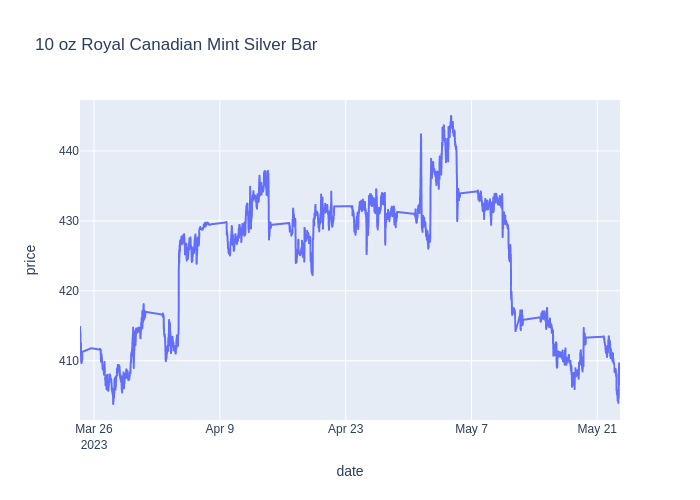 10 oz Royal Canadian Mint Silver Bar
440
430
420
410
price
Mar 26
2023
Apr 9
Apr 23
May 7
May 21
date